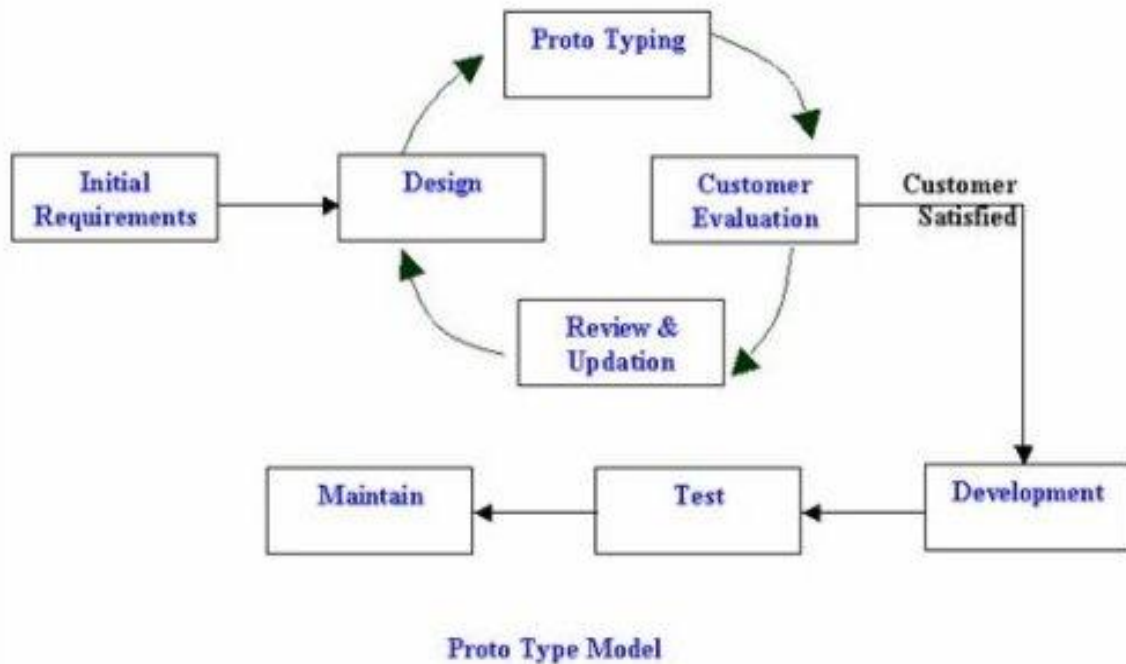 Proto Typing
Initial
Requirements
Design
Customer
Evaluation
Customer
Satisfied
Review &
Updation
Maintain
Test
Development
Proto Type Model